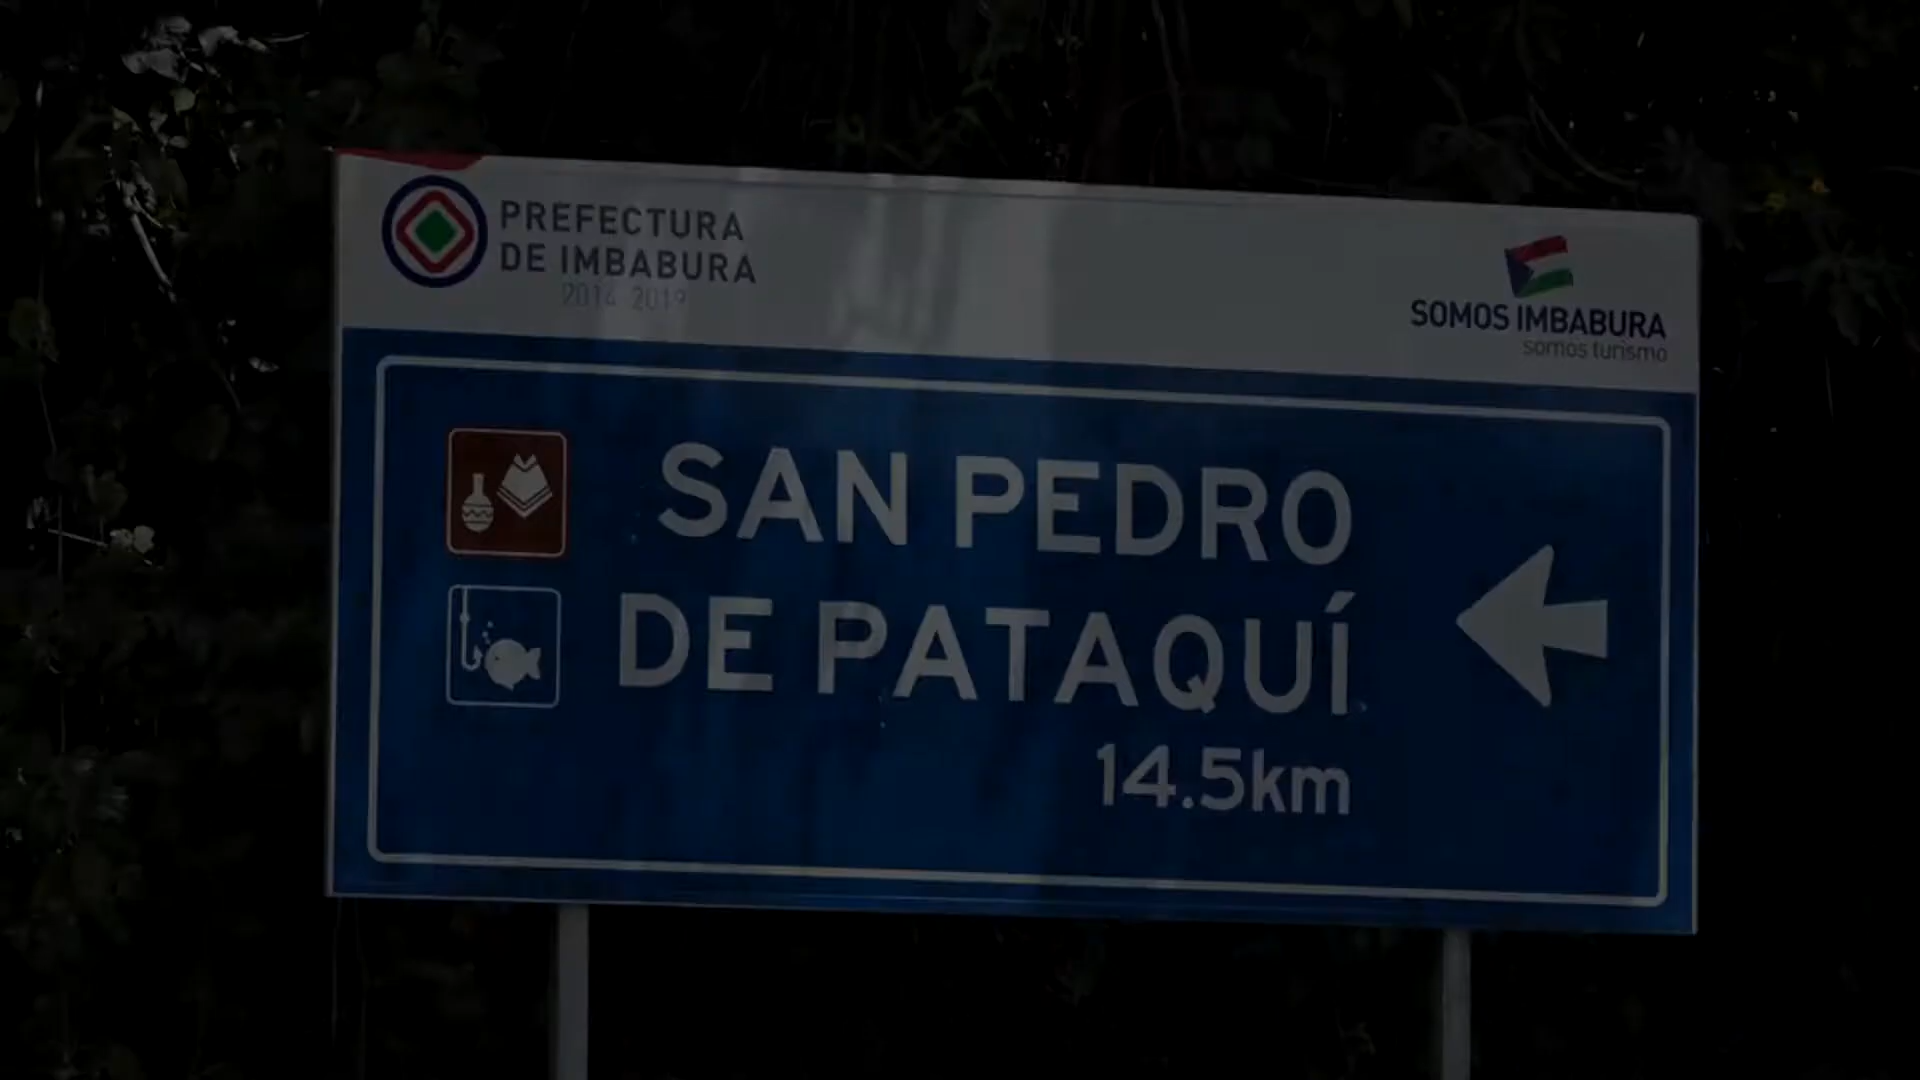 PREFECTURA
DE IMBABURA
2014 2019
SOMOS IMBABURA
somos turismo
SAN PEDRO
DE PATAQUÍ
14.5km